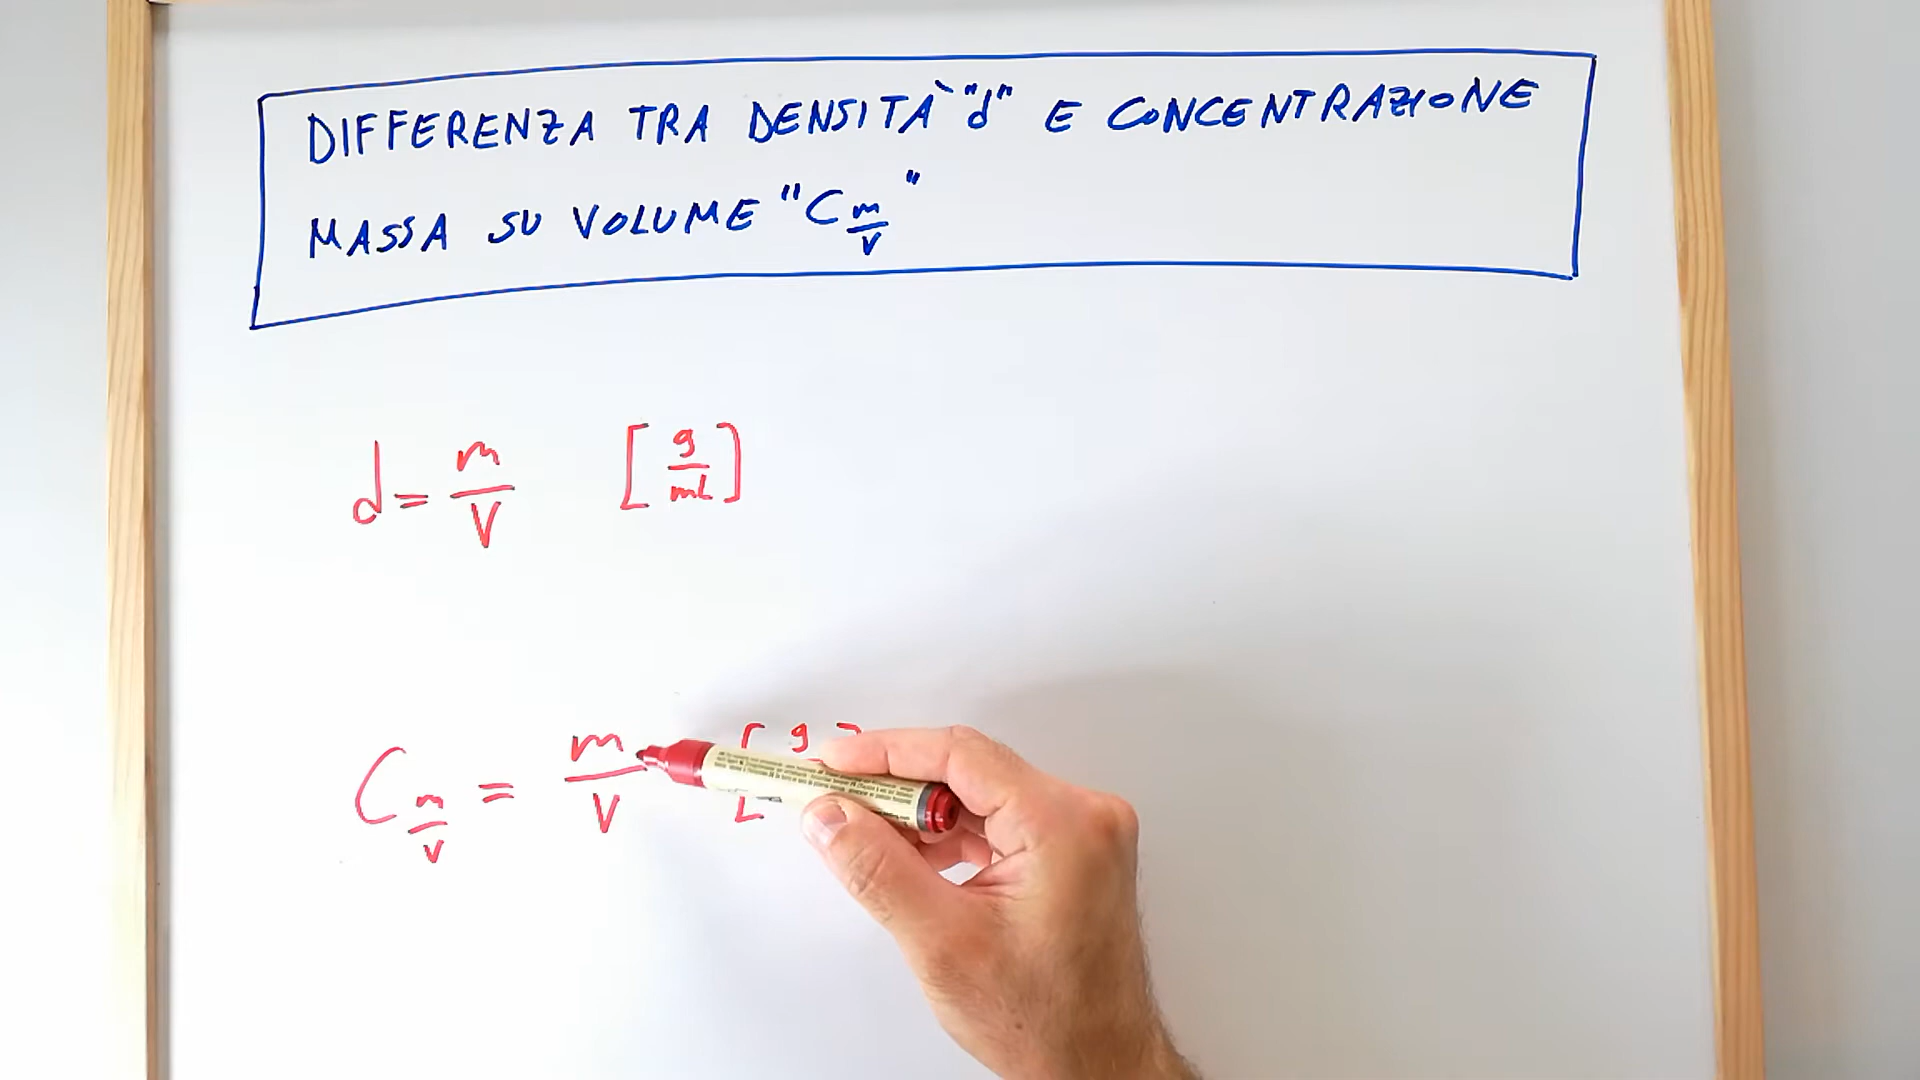 DIFFERENZA TRA DENSITÀ "d" E CONCENTRAZIONE
MASSA SU VOLUME "C m/v"
d = m/V [g/mL]
C m/v = m/V [g